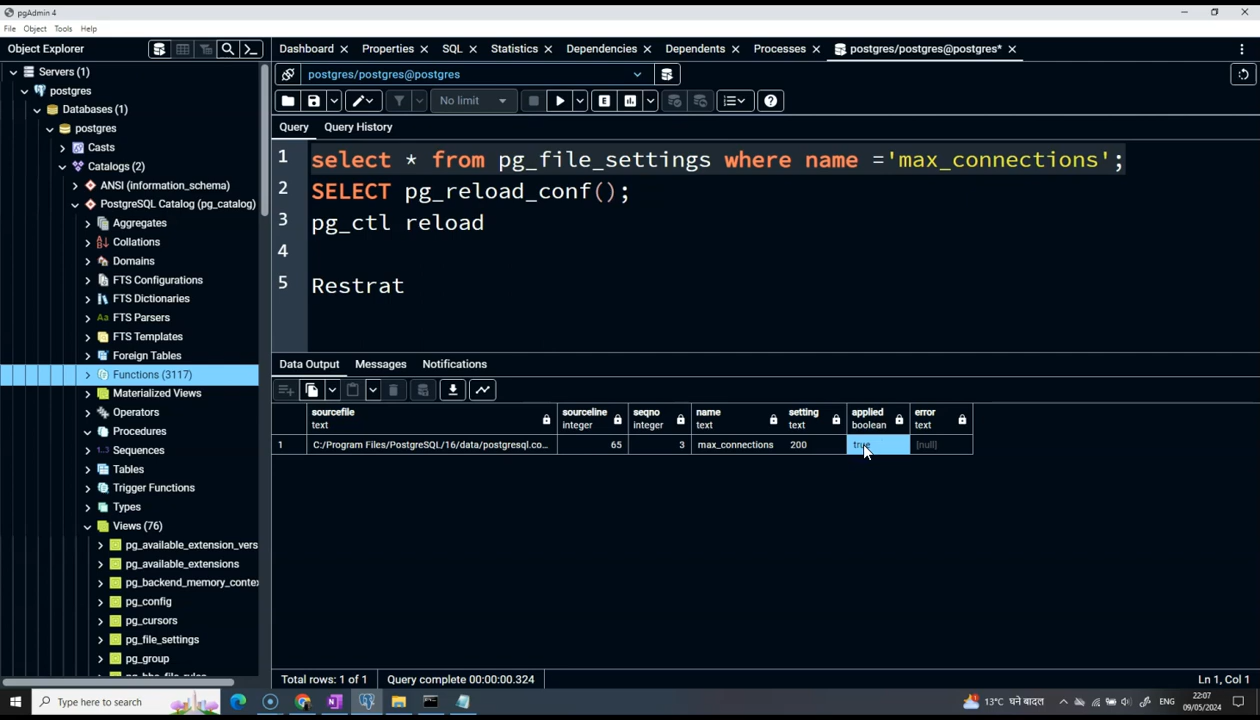 pgAdmin 4
File Object Tools Help
Object Explorer
Dashboard Properties SQL Statistics Dependencies Dependents Processes postgres/postgres@postgres*
Servers (1)
postgres
Databases (1)
postgres
Casts
Catalogs (2)
ANSI (information_schema)
PostgreSQL Catalog (pg_catalog)
Aggregates
Collations
Domains
FTS Configurations
FTS Dictionaries
Aa FTS Parsers
FTS Templates
Foreign Tables
Functions (3117)
Materialized Views
Operators
Procedures
Sequences
Tables
Trigger Functions
Types
Views (76)
pg_available_extension_vers
pg_available_extensions
pg_backend_memory_contex
pg_config
pg_cursors
pg_file_settings
pg_group
postgres/postgres@postgres
No limit
E
Query Query History
1 select * from pg_file_settings where name ='max_connections';
2 SELECT pg_reload_conf();
3 pg_ctl reload
4
5 Restrat
Data Output Messages Notifications
sourcefile sourceline seqno name setting applied error
text integer integer text text boolean text
1 C:/Program Files/PostgreSQL/16/data/postgresql.co... 65 3 max_connections 200 true [null]
Total rows: 1 of 1 Query complete 00:00:00.324 Ln 1, Col 1
Type here to search
13°C घने बादल
ENG
22:07
09/05/2024